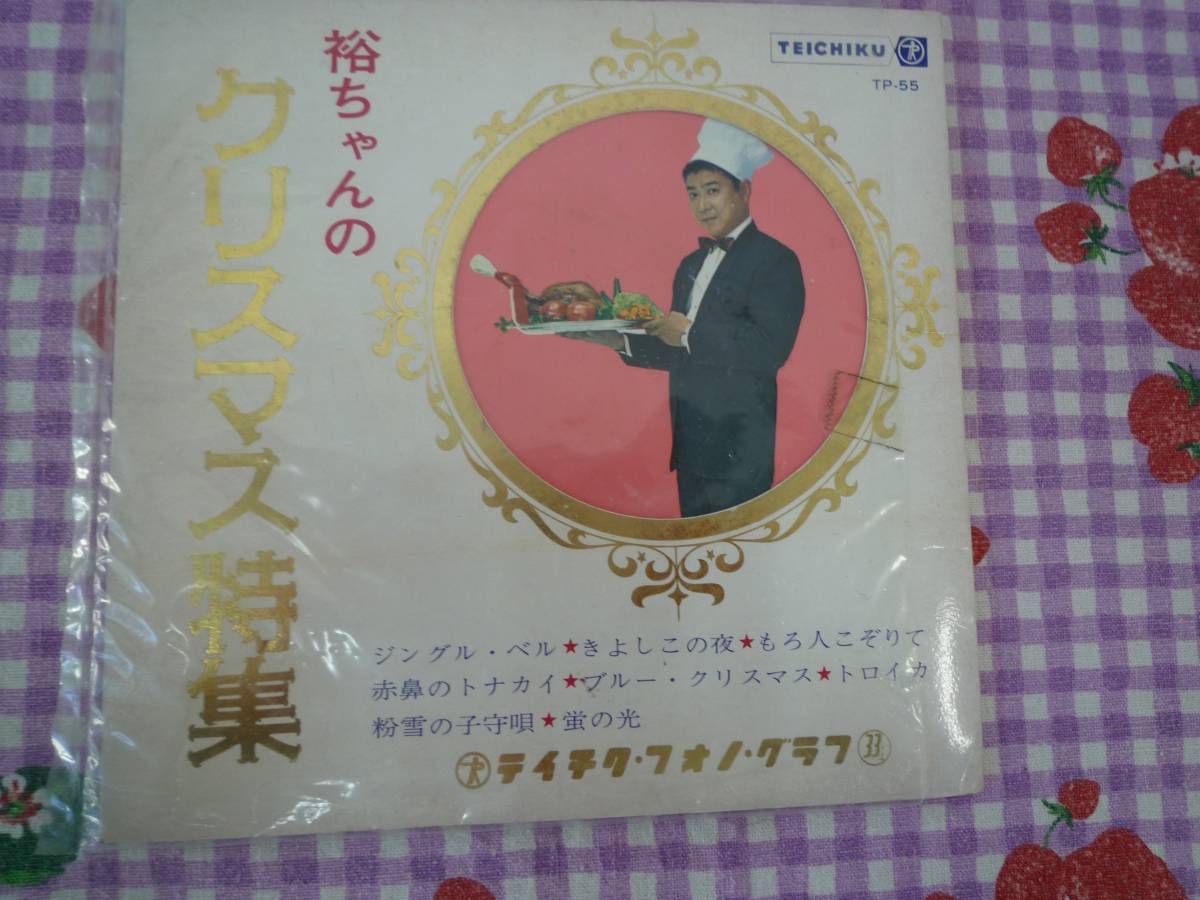 裕ちゃんの
クリスマス特集
TEICHIKU
TP-55
ジングル・ベル★きよしこの夜★もろ人こぞりて
赤鼻のトナカイ★ブルー・クリスマス★トロイカ
粉雪の子守唄★蛍の光
テイチク・フォノ・グラフ 33